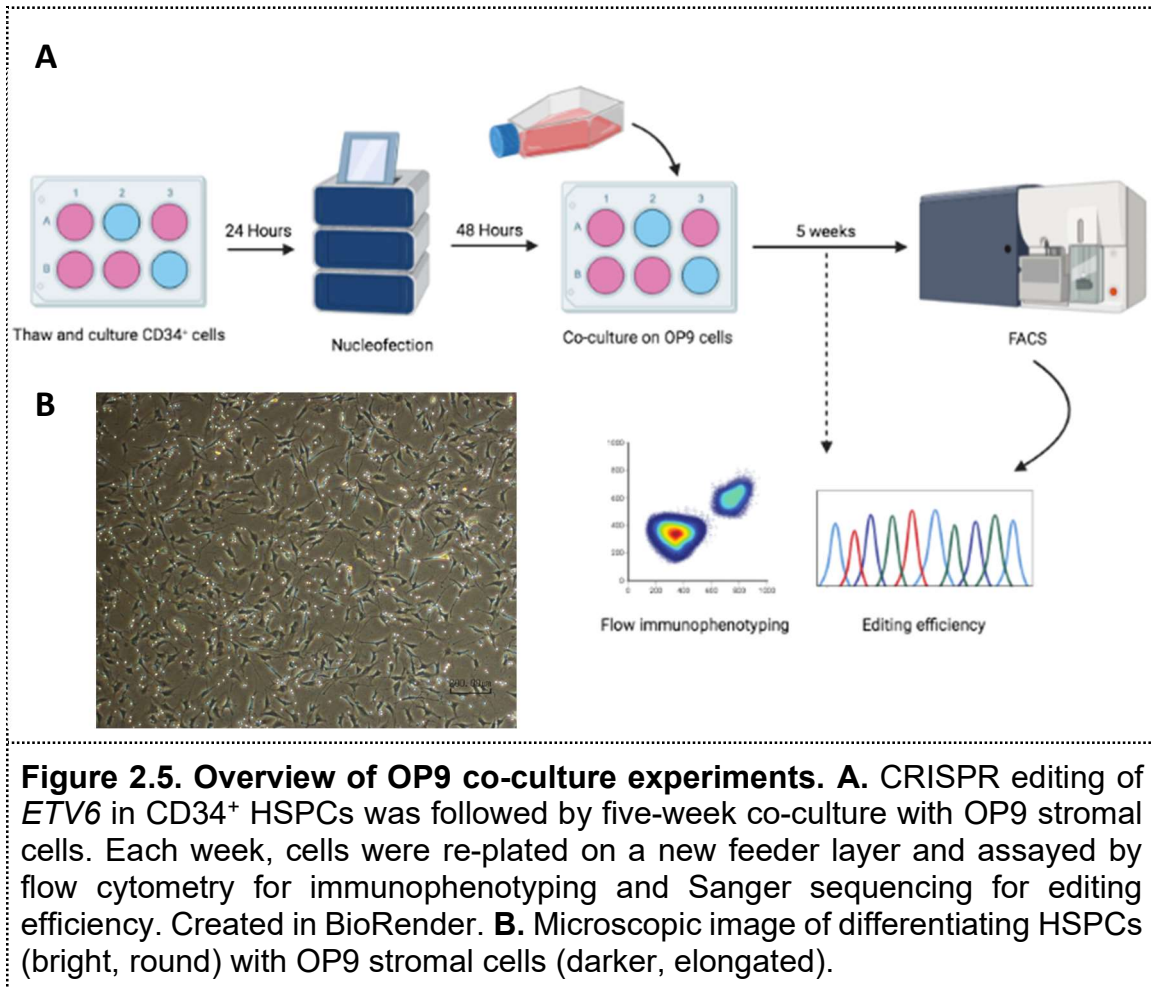 A
1 2 3
A
B
24 Hours
48 Hours
1 2 3
A
B
5 weeks
Thaw and culture CD34⁺ cells
Nucleofection
Co-culture on OP9 cells
FACS
B
1000
800
600
400
200
0
0 200 400 600 800 1000
Flow immunophenotyping
Editing efficiency
Figure 2.5. Overview of OP9 co-culture experiments. A. CRISPR editing of
ETV6 in CD34⁺ HSPCs was followed by five-week co-culture with OP9 stromal
cells. Each week, cells were re-plated on a new feeder layer and assayed by
flow cytometry for immunophenotyping and Sanger sequencing for editing
efficiency. Created in BioRender. B. Microscopic image of differentiating HSPCs
(bright, round) with OP9 stromal cells (darker, elongated).